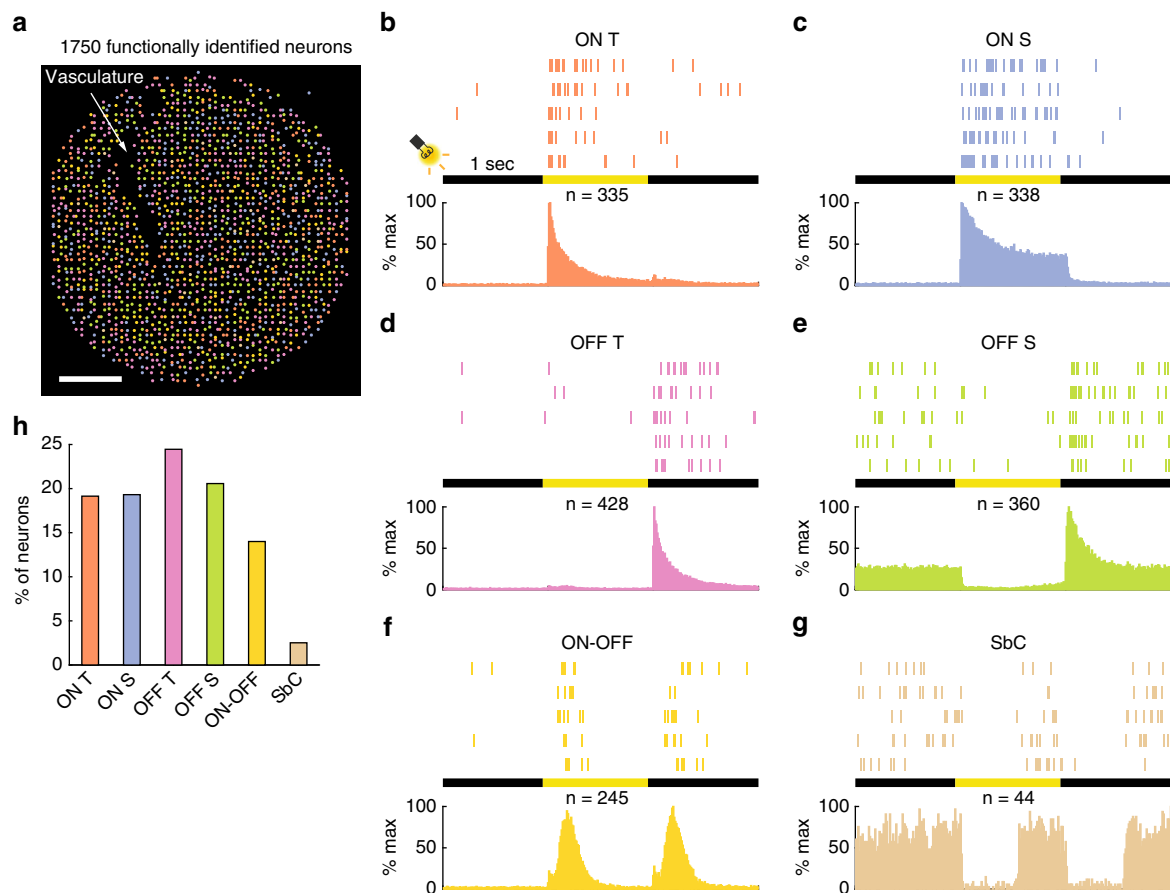 a
1750 functionally identified neurons
Vasculature
b
ON T
1 sec
n = 335
100
50
0
% max
c
ON S
n = 338
100
50
0
% max
d
OFF T
n = 428
100
50
0
% max
e
OFF S
n = 360
100
50
0
% max
f
ON-OFF
n = 245
100
50
0
% max
g
SbC
n = 44
100
50
0
% max
h
25
20
15
10
5
0
% of neurons
ON T
ON S
OFF T
OFF S
ON-OFF
SbC